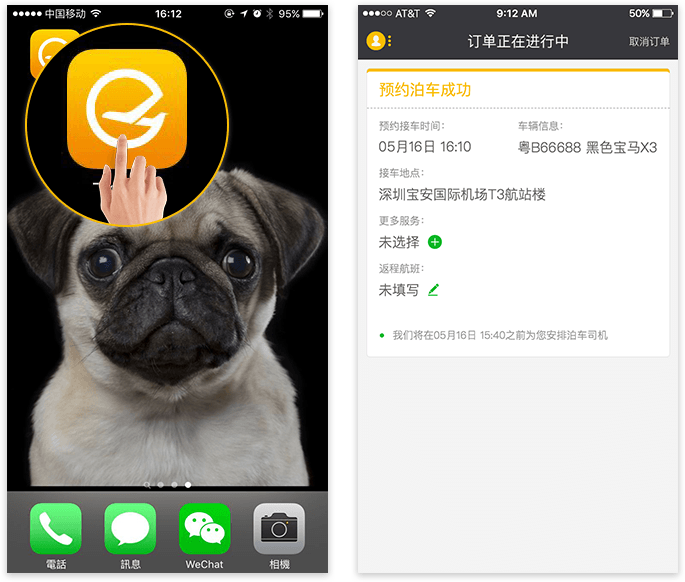 中国移动 16:12 95%
電話 訊息 WeChat 相機
AT&T 9:12 AM 50%
订单正在进行中 取消订单
预约泊车成功
预约接车时间: 车辆信息:
05月16日 16:10 粤B66688 黑色宝马X3
接车地点:
深圳宝安国际机场T3航站楼
更多服务:
未选择
返程航班:
未填写
我们将在05月16日 15:40之前为您安排泊车司机